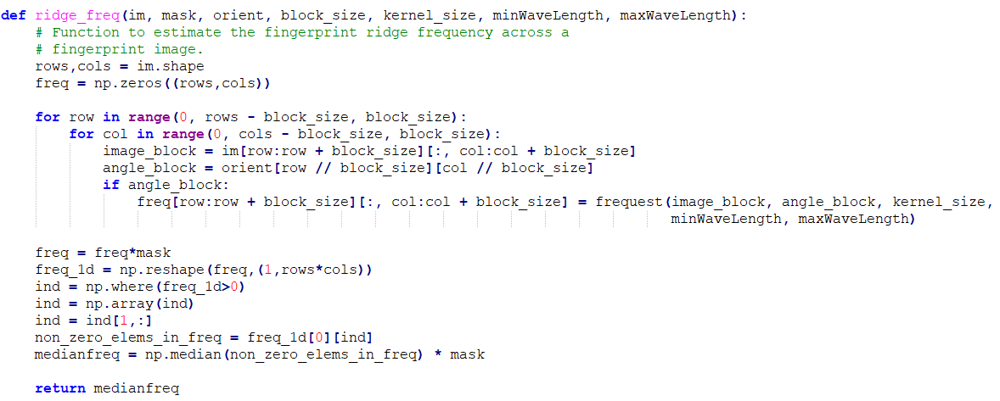 def ridge_freq(im, mask, orient, block_size, kernel_size, minWaveLength, maxWaveLength):
    # Function to estimate the fingerprint ridge frequency across a
    # fingerprint image.
    rows,cols = im.shape
    freq = np.zeros((rows,cols))

    for row in range(0, rows - block_size, block_size):
        for col in range(0, cols - block_size, block_size):
            image_block = im[row:row + block_size][:, col:col + block_size]
            angle_block = orient[row // block_size][col // block_size]
            if angle_block:
                freq[row:row + block_size][:, col:col + block_size] = frequest(image_block, angle_block, kernel_size,
                                                                               minWaveLength, maxWaveLength)

    freq = freq*mask
    freq_1d = np.reshape(freq,(1,rows*cols))
    ind = np.where(freq_1d>0)
    ind = np.array(ind)
    ind = ind[1,:]
    non_zero_elems_in_freq = freq_1d[0][ind]
    medianfreq = np.median(non_zero_elems_in_freq) * mask

    return medianfreq